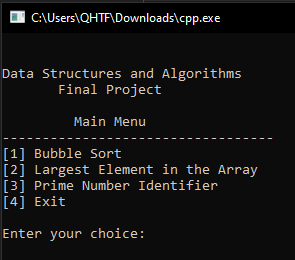 C:\Users\QHTF\Downloads\cpp.exe
Data Structures and Algorithms
Final Project
Main Menu
----------------------------------
[1] Bubble Sort
[2] Largest Element in the Array
[3] Prime Number Identifier
[4] Exit
Enter your choice: